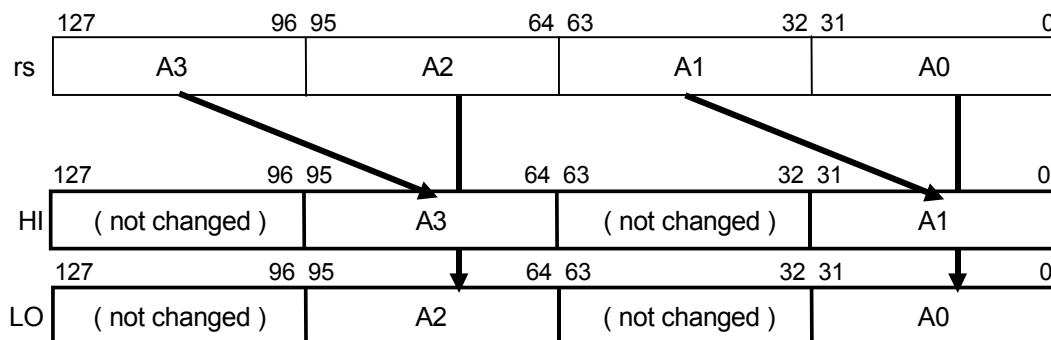 127 96 95 64 63 32 31 0
rs A3 A2 A1 A0
127 96 95 64 63 32 31 0
HI ( not changed ) A3 ( not changed ) A1
127 96 95 64 63 32 31 0
LO ( not changed ) A2 ( not changed ) A0